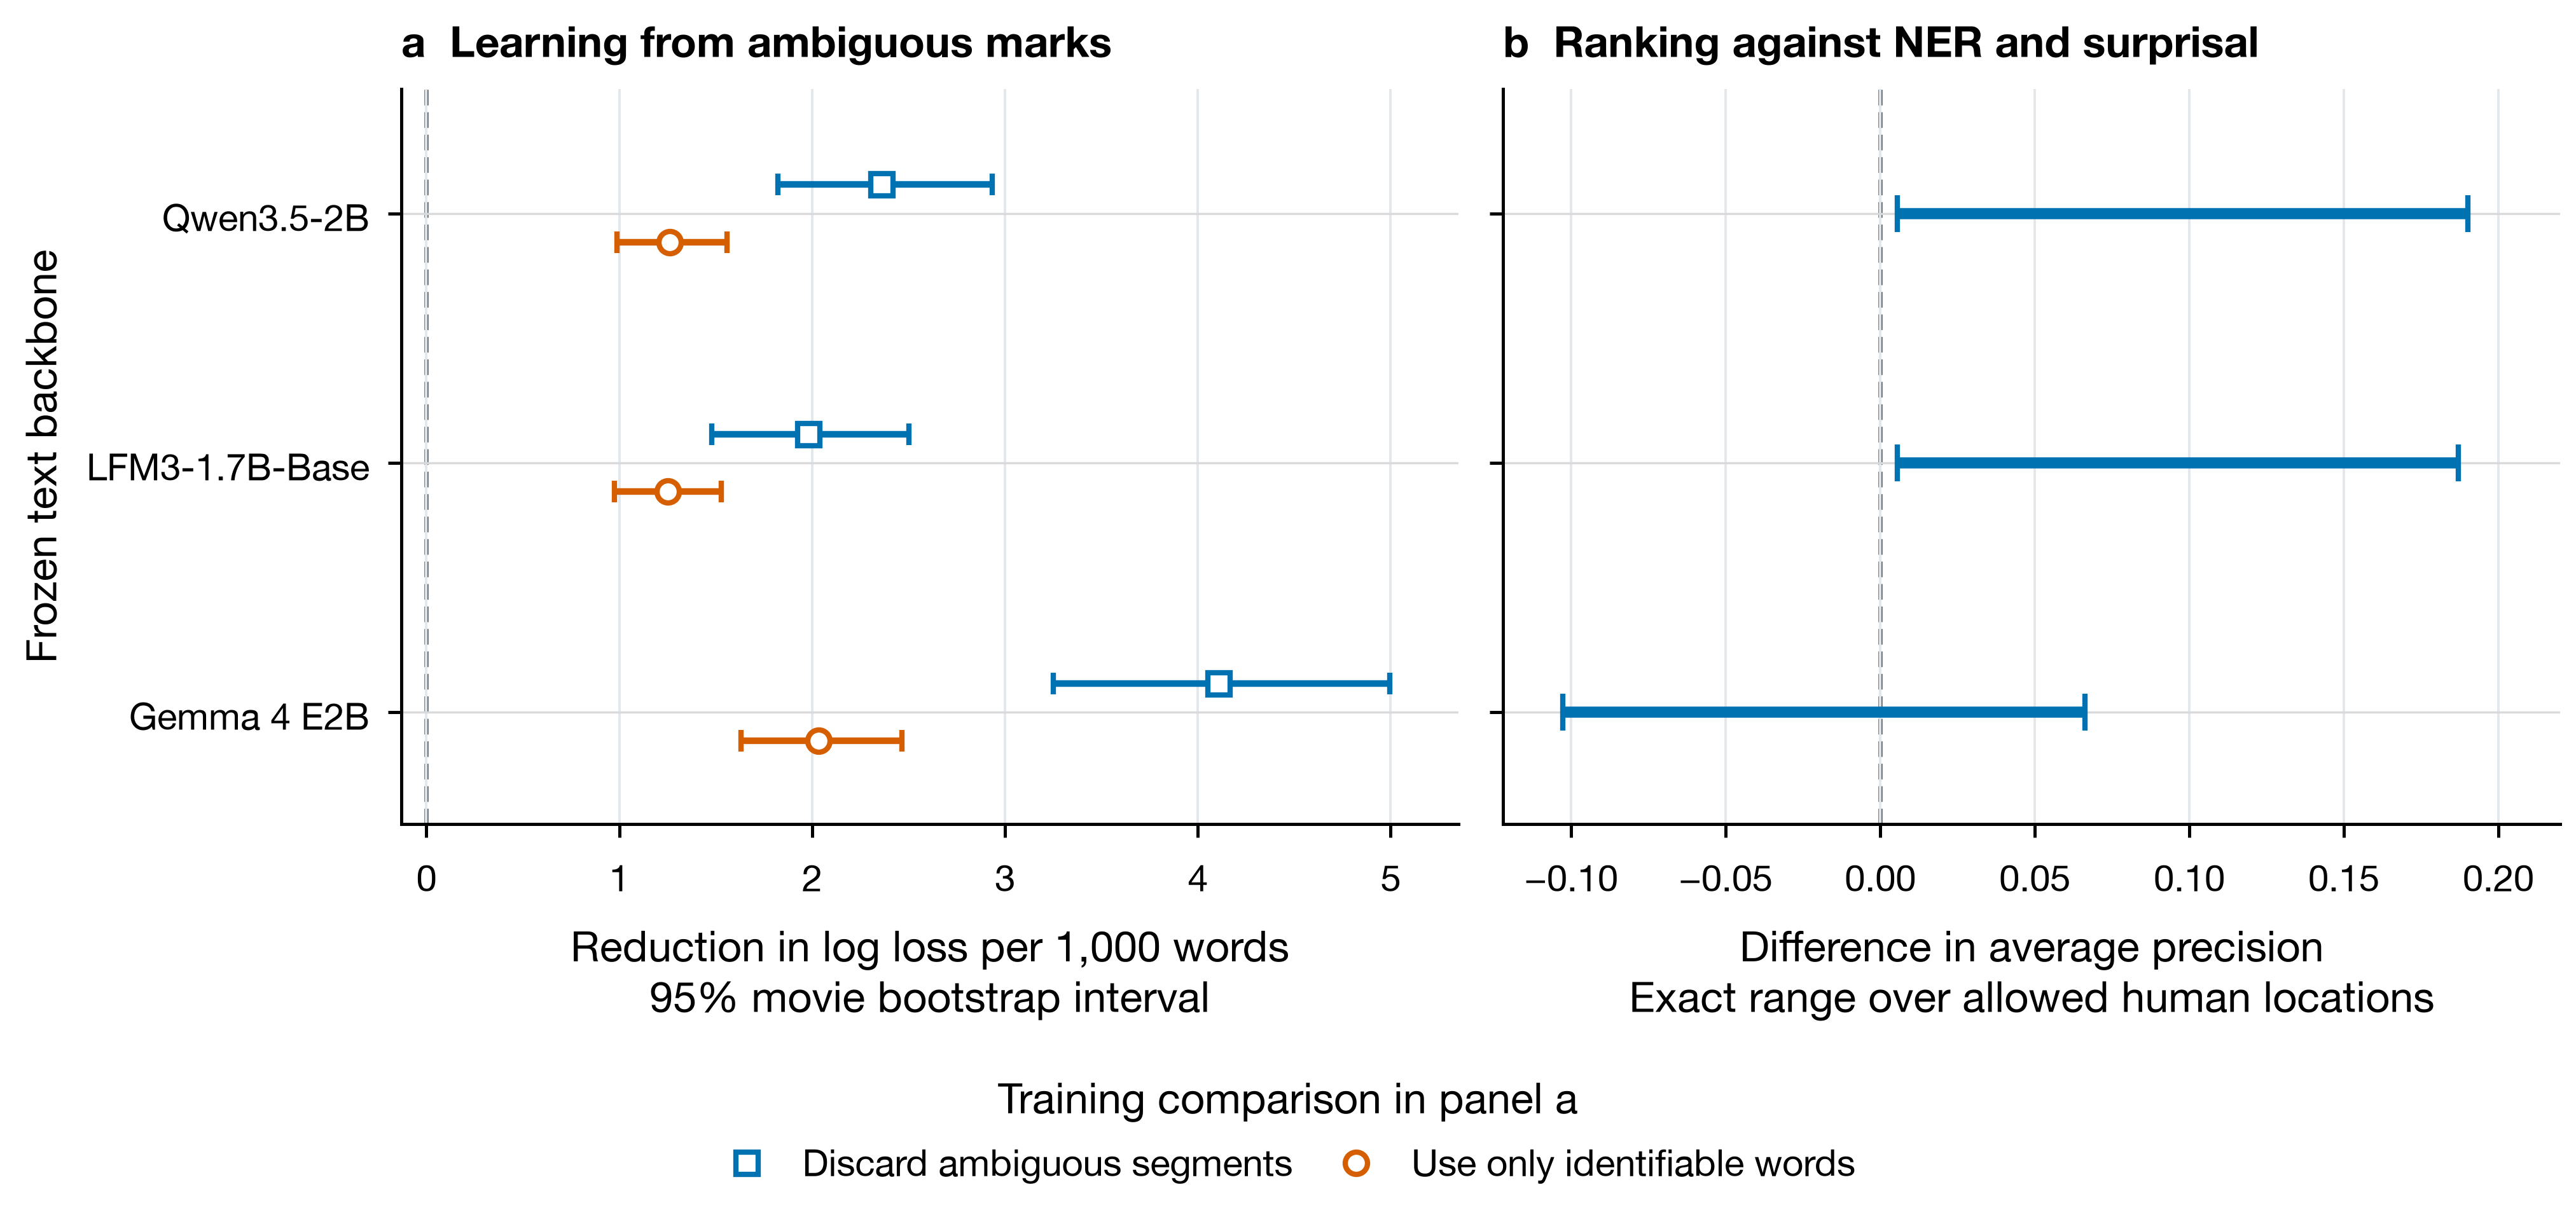 a Learning from ambiguous marks
b Ranking against NER and surprisal
Frozen text backbone
Qwen3.5-2B
LFM3-1.7B-Base
Gemma 4 E2B
0 1 2 3 4 5
−0.10 −0.05 0.00 0.05 0.10 0.15 0.20
Reduction in log loss per 1,000 words
95% movie bootstrap interval
Difference in average precision
Exact range over allowed human locations
Training comparison in panel a
Discard ambiguous segments
Use only identifiable words